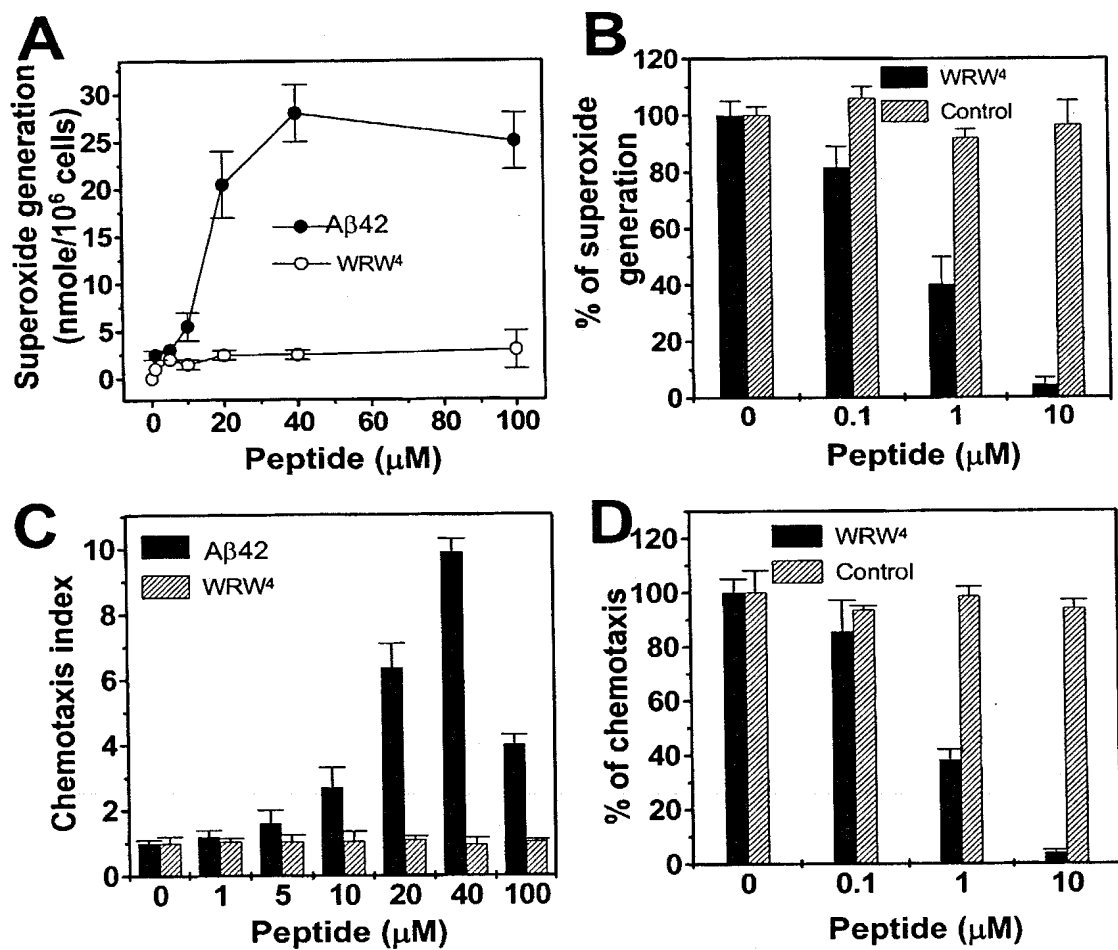 A
Superoxide generation
(nmole/10⁶ cells)
30
25
20
15
10
5
0
Aβ42
WRW⁴
0 20 40 60 80 100
Peptide (μM)
B
% of superoxide
generation
120
100
80
60
40
20
0
WRW⁴
Control
0 0.1 1 10
Peptide (μM)
C
Chemotaxis index
10
8
6
4
2
0
Aβ42
WRW⁴
0 1 5 10 20 40 100
Peptide (μM)
D
% of chemotaxis
120
100
80
60
40
20
0
WRW⁴
Control
0 0.1 1 10
Peptide (μM)